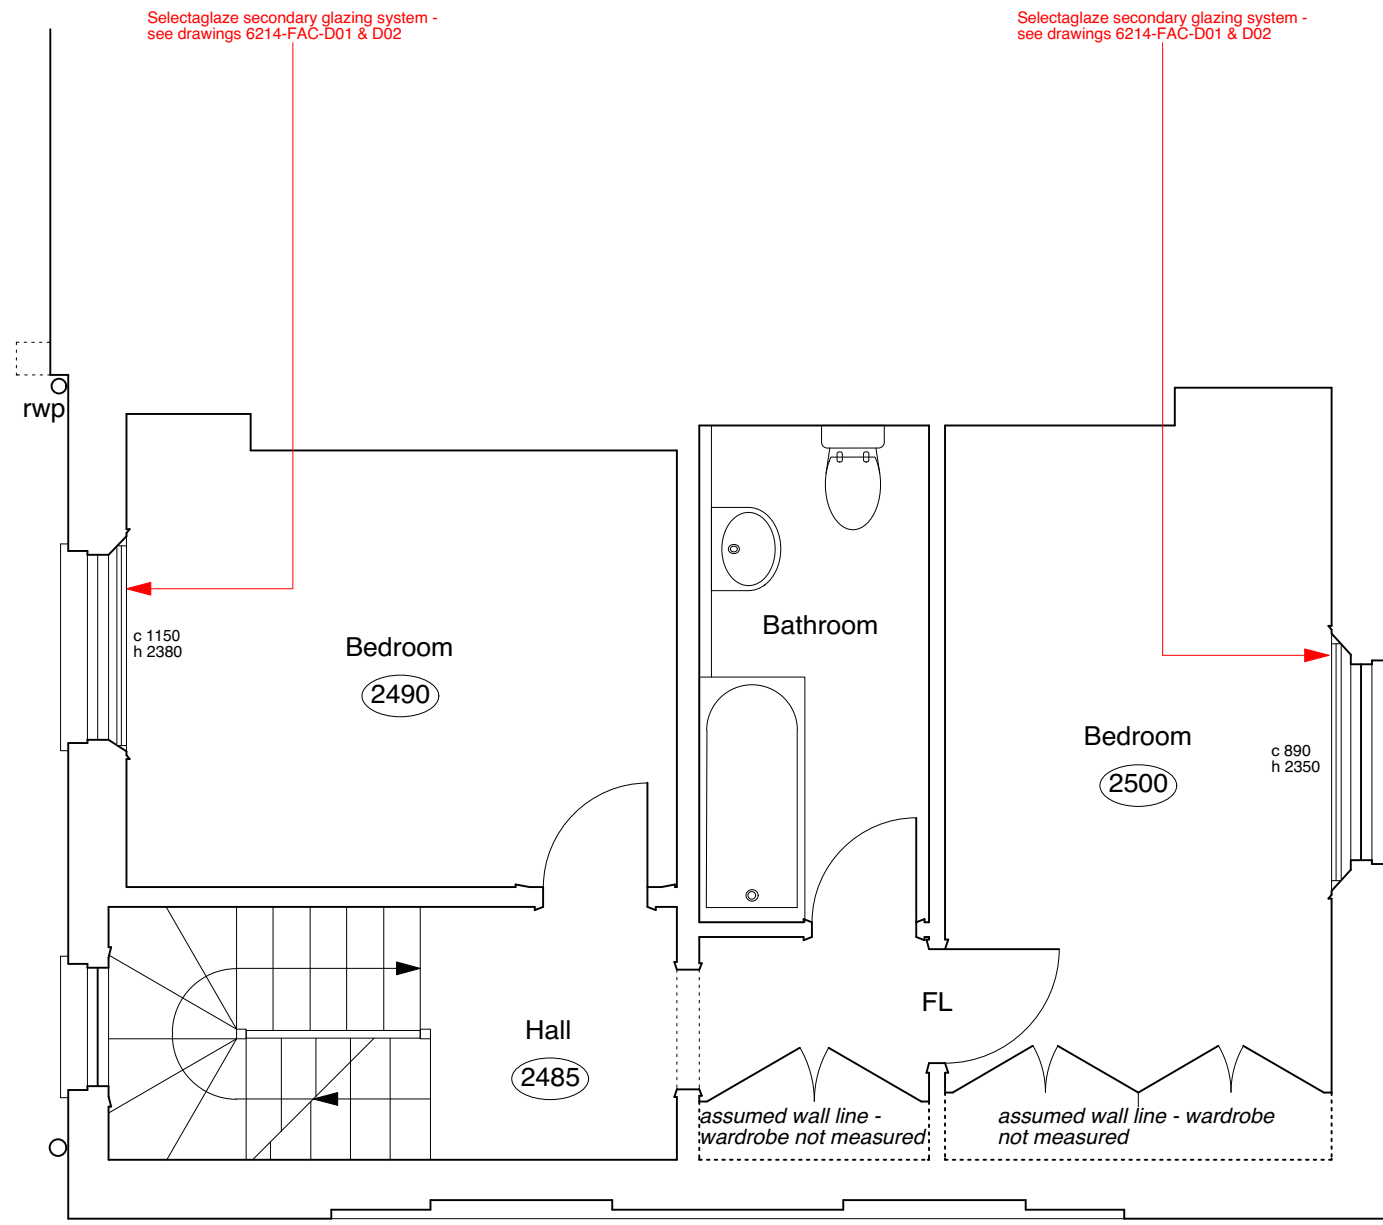 Selectaglaze secondary glazing system -
see drawings 6214-FAC-D01 & D02
Selectaglaze secondary glazing system -
see drawings 6214-FAC-D01 & D02
rwp
c 1150
h 2380
Bedroom
2490
Bathroom
Bedroom
2500
c 890
h 2350
Hall
2485
FL
assumed wall line -
wardrobe not measured
assumed wall line - wardrobe
not measured